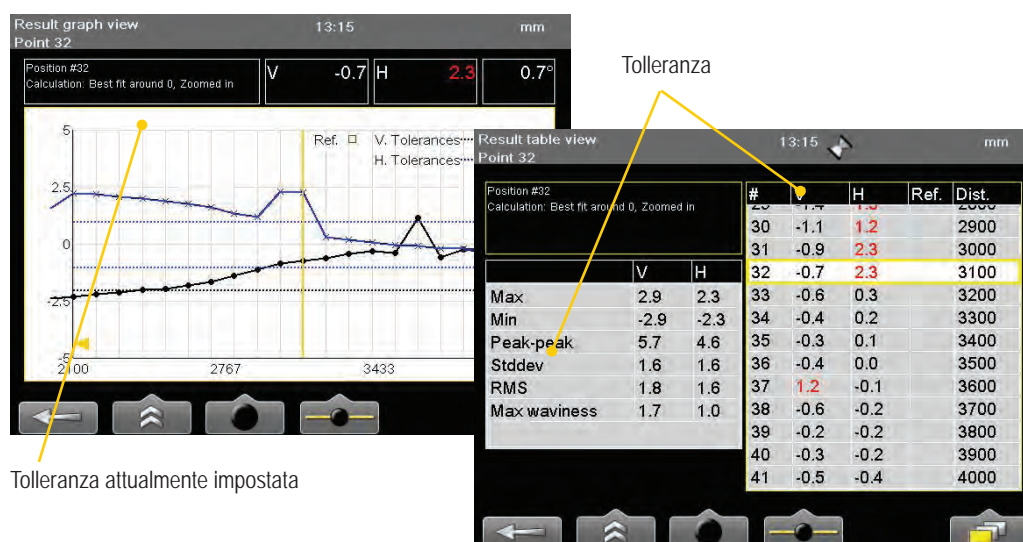 Result graph view 13:15 mm
Point 32
Position #32
Calculation: Best fit around 0, Zoomed in
V -0.7 H 2.3 0.7°
Ref. V. Tolerances
H. Tolerances
5
2.5
0
-2.5
-5
2100 2767 3433
Tolleranza attualmente impostata
Tolleranza
Result table view 13:15 mm
Point 32
Position #32
Calculation: Best fit around 0, Zoomed in
V H
Max 2.9 2.3
Min -2.9 -2.3
Peak-peak 5.7 4.6
Stddev 1.6 1.6
RMS 1.8 1.6
Max waviness 1.7 1.0
# V H Ref. Dist.
30 -1.1 1.2 2900
31 -0.9 2.3 3000
32 -0.7 2.3 3100
33 -0.6 0.3 3200
34 -0.4 0.2 3300
35 -0.3 0.1 3400
36 -0.4 0.0 3500
37 1.2 -0.1 3600
38 -0.6 -0.2 3700
39 -0.2 -0.2 3800
40 -0.3 -0.2 3900
41 -0.5 -0.4 4000